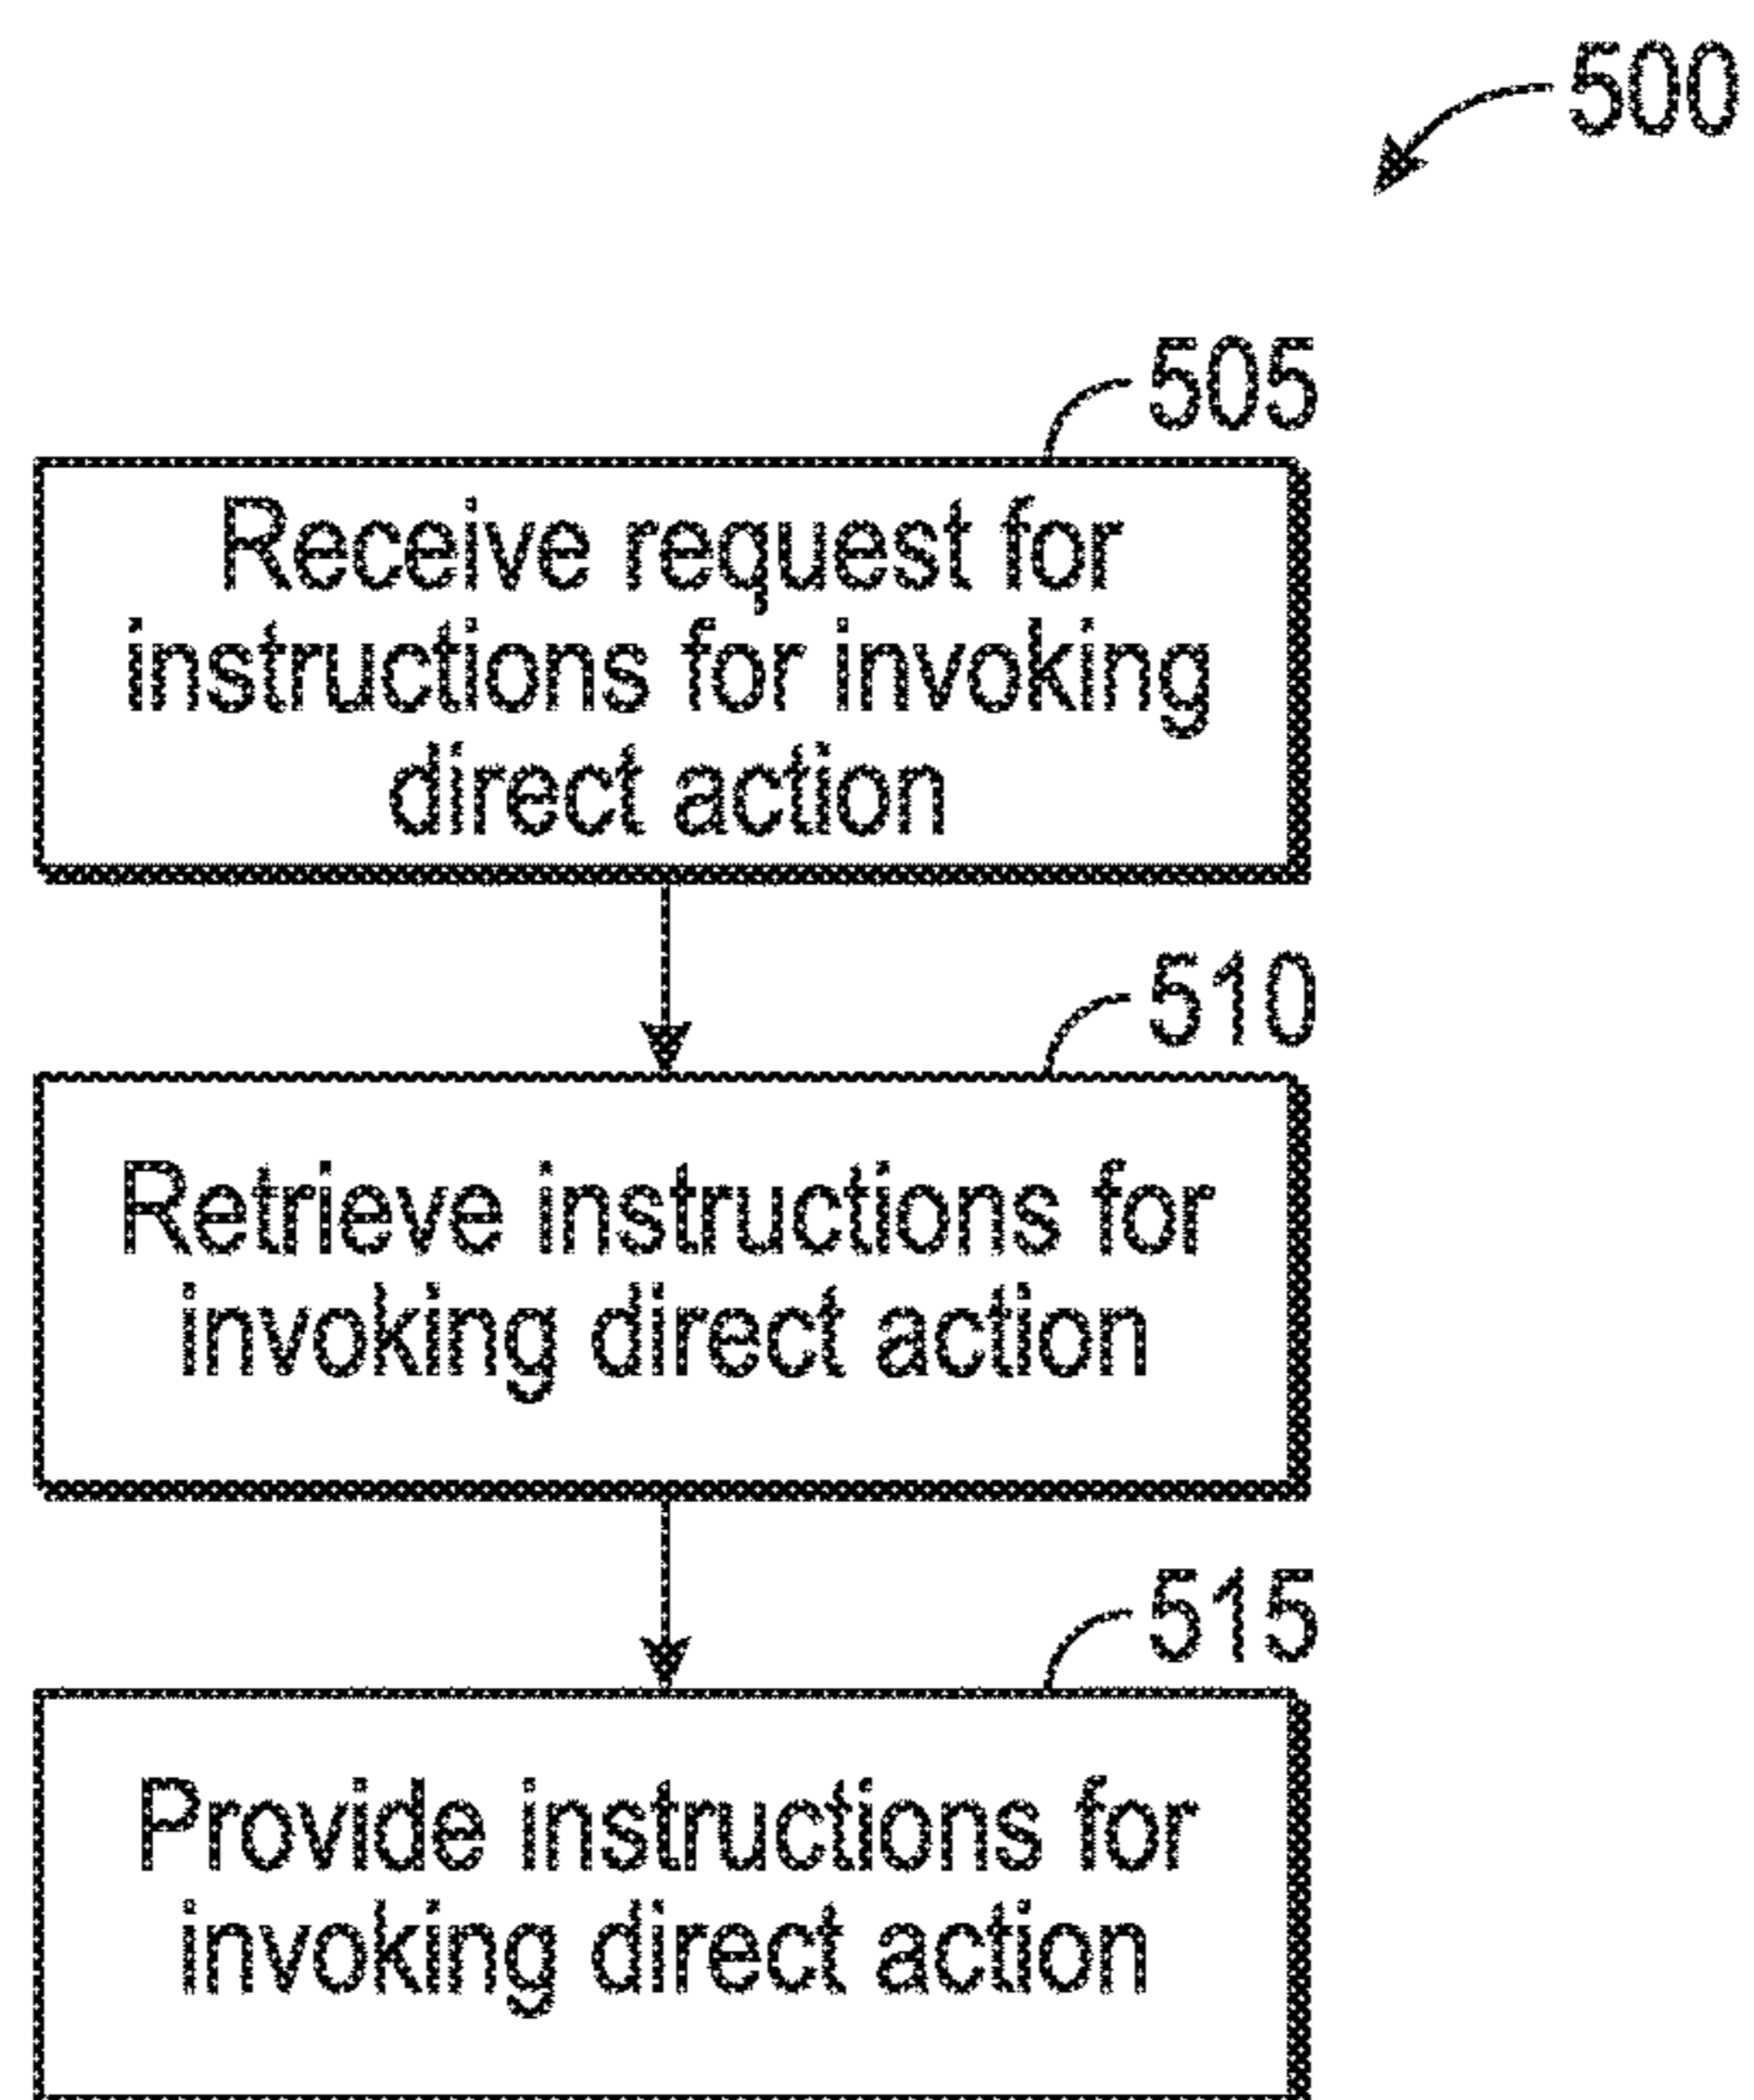 500
505
Receive request for
instructions for invoking
direct action
510
Retrieve instructions for
invoking direct action
515
Provide instructions for
invoking direct action